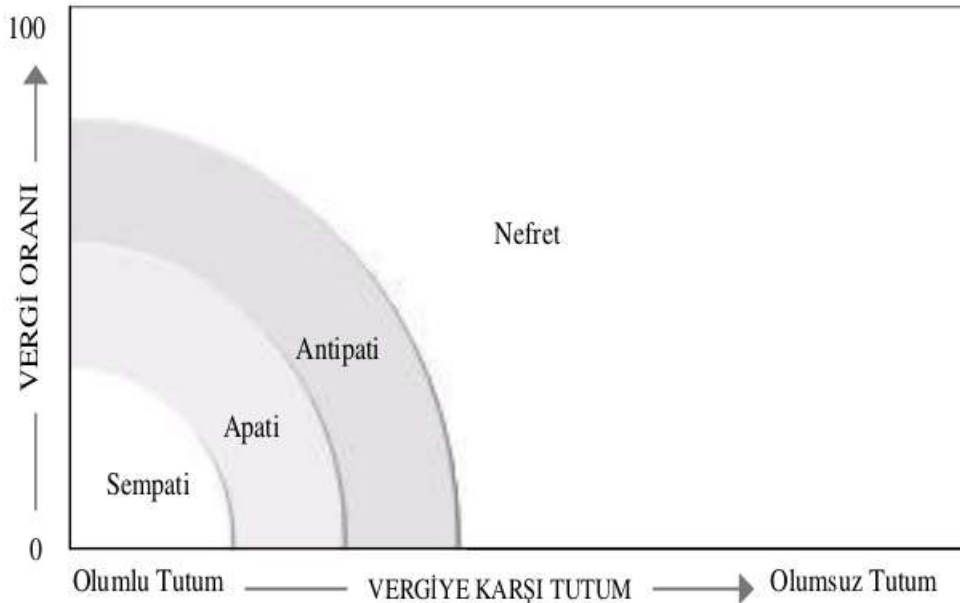 100
VERGİ ORANI
Nefret
Antipati
Apati
Sempati
0
Olumlu Tutum
VERGİYE KARŞI TUTUM
Olumsuz Tutum